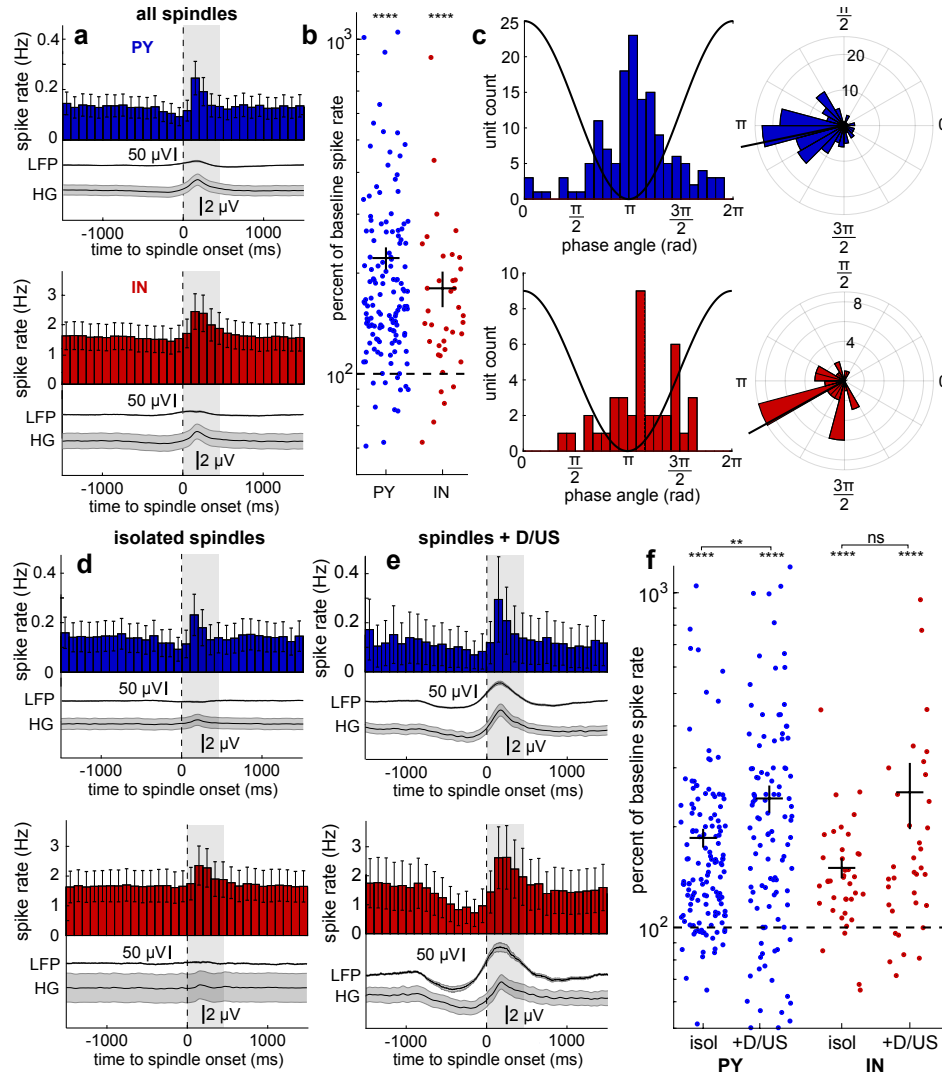 all spindles
a
PY
spike rate (Hz)
0.4
0.2
0
LFP
50 µV
HG
2 µV
-1000 0 1000
time to spindle onset (ms)
IN
spike rate (Hz)
3
2
1
0
LFP
50 µV
HG
2 µV
-1000 0 1000
time to spindle onset (ms)
b
**** ****
percent of baseline spike rate
10³
10²
PY IN
c
unit count
25
20
15
10
5
0
0 π/2 π 3π/2 2π
phase angle (rad)
π/2
20
10
π
0
3π/2
unit count
10
8
6
4
2
0
π/2 π 3π/2 2π
phase angle (rad)
π/2
8
4
π
0
3π/2
isolated spindles
d
spike rate (Hz)
0.4
0.2
0
LFP
50 µV
HG
2 µV
-1000 0 1000
time to spindle onset (ms)
spike rate (Hz)
3
2
1
0
LFP
50 µV
HG
2 µV
-1000 0 1000
time to spindle onset (ms)
spindles + D/US
e
spike rate (Hz)
0.4
0.2
0
LFP
50 µV
HG
2 µV
-1000 0 1000
time to spindle onset (ms)
spike rate (Hz)
3
2
1
0
LFP
50 µV
HG
2 µV
-1000 0 1000
time to spindle onset (ms)
f
** ns
**** **** **** ****
percent of baseline spike rate
10³
10²
isol +D/US isol +D/US
PY IN